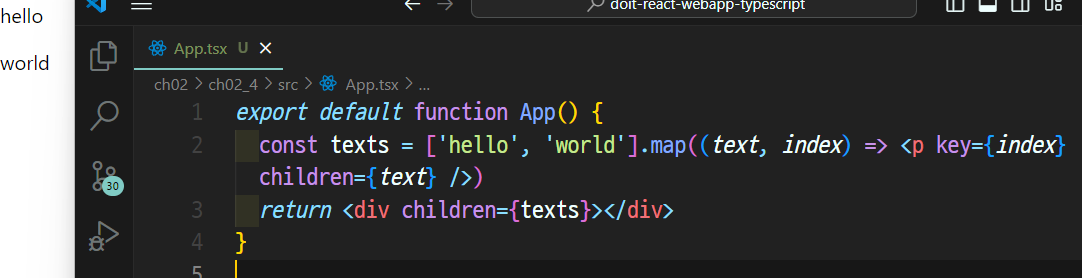 hello
world
doit-react-webapp-typescript
App.tsx U
ch02 > ch02_4 > src > App.tsx > ...
1 export default function App() {
2 const texts = ['hello', 'world'].map((text, index) => <p key={index}
children={text} />)
3 return <div children={texts}></div>
4 }
5
30